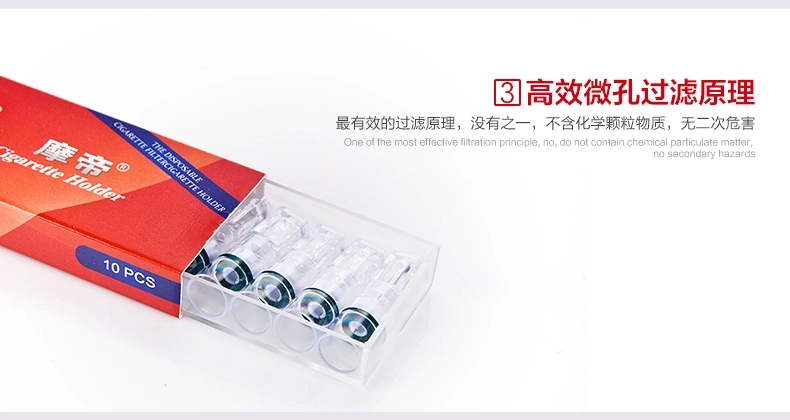 3 高效微孔过滤原理
最有效的过滤原理，没有之一，不含化学颗粒物质，无二次危害
One of the most effective filtration principle, no, do not contain chemical particulate matter,
no secondary hazards
THE DISPOSABLE
CIGARETTE FILTERCIGARETTE HOLDER
摩帝®
Cigarette Holder
10 PCS